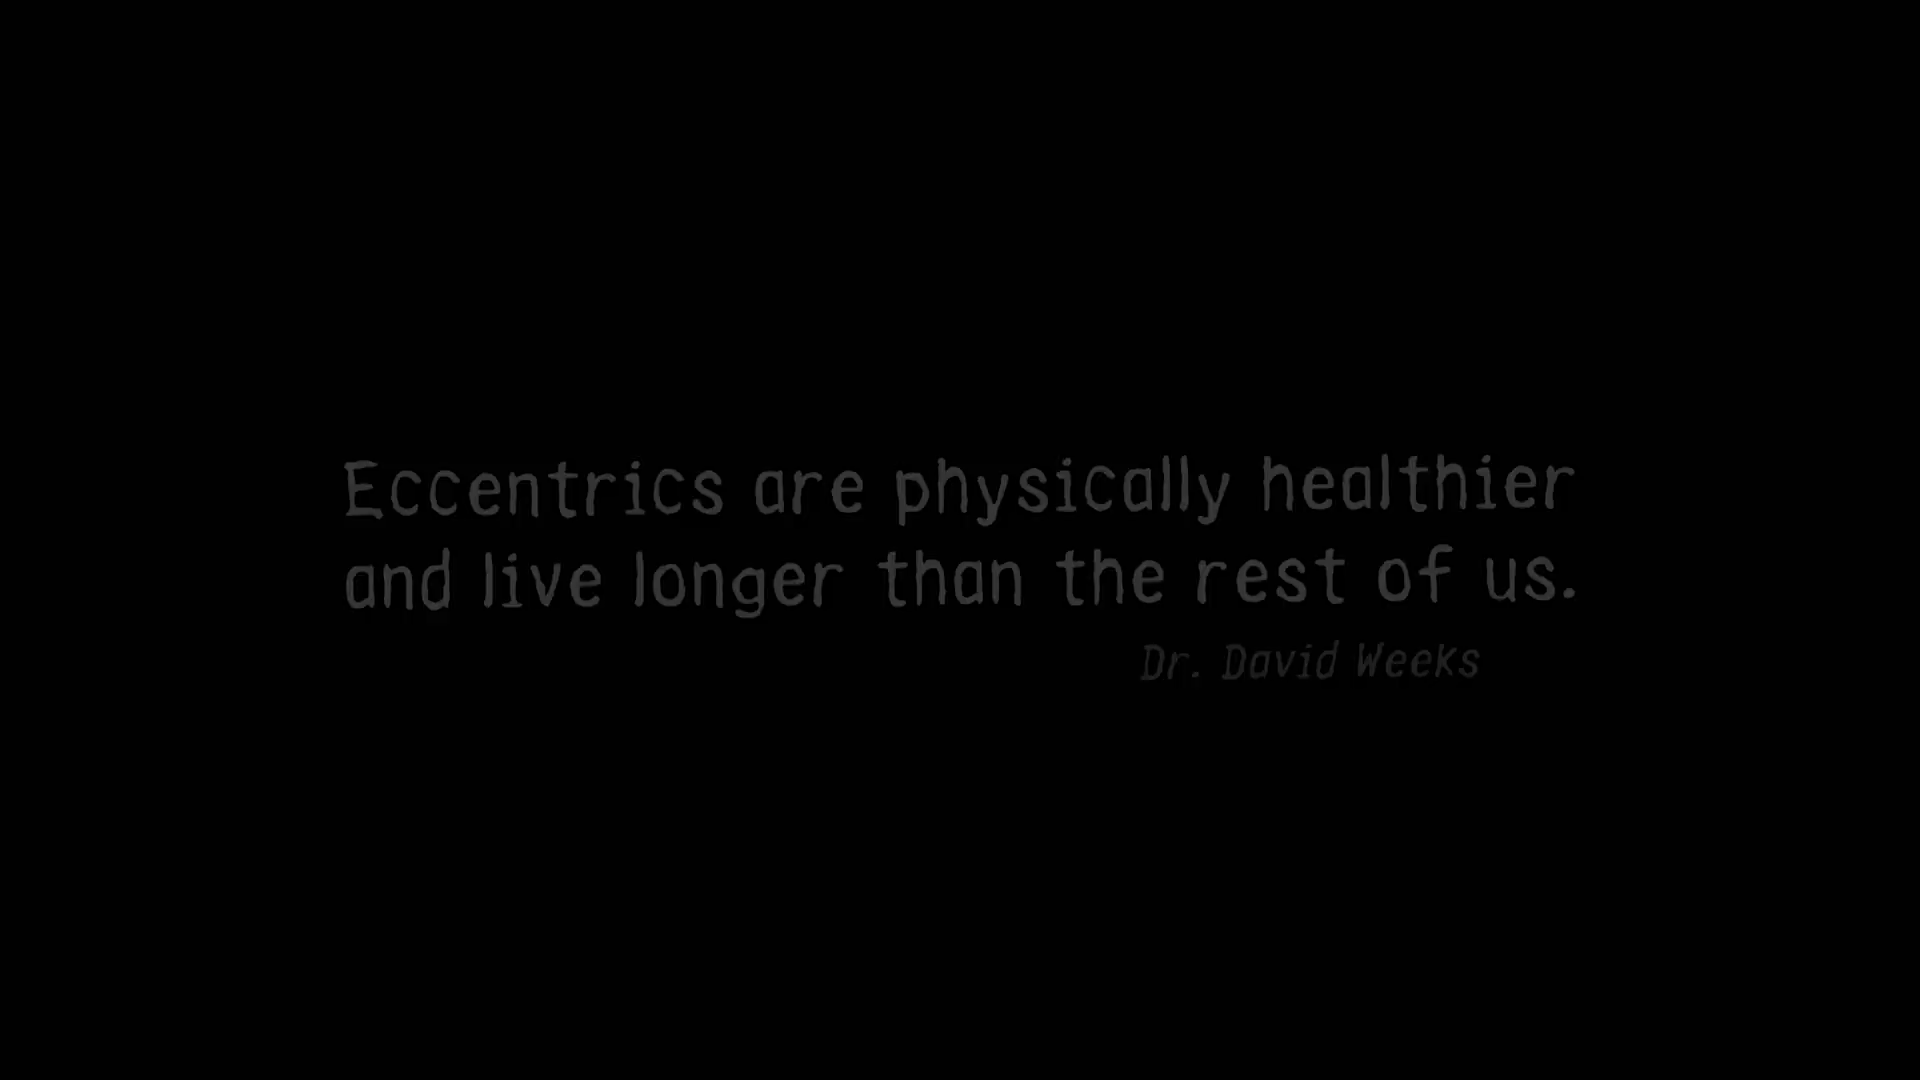 Eccentrics are physically healthier
and live longer than the rest of us.
Dr. David Weeks